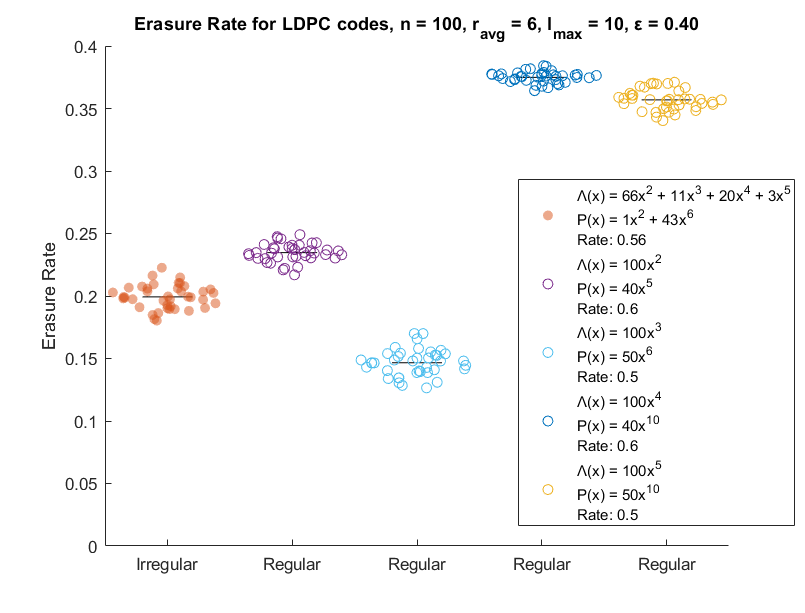 Erasure Rate for LDPC codes, n = 100, r_avg = 6, l_max = 10, ε = 0.40
0.4
0.35
0.3
0.25
0.2
0.15
0.1
0.05
0
Erasure Rate
Λ(x) = 66x^2 + 11x^3 + 20x^4 + 3x^5
P(x) = 1x^2 + 43x^6
Rate: 0.56
Λ(x) = 100x^2
P(x) = 40x^5
Rate: 0.6
Λ(x) = 100x^3
P(x) = 50x^6
Rate: 0.5
Λ(x) = 100x^4
P(x) = 40x^10
Rate: 0.6
Λ(x) = 100x^5
P(x) = 50x^10
Rate: 0.5
Irregular Regular Regular Regular Regular